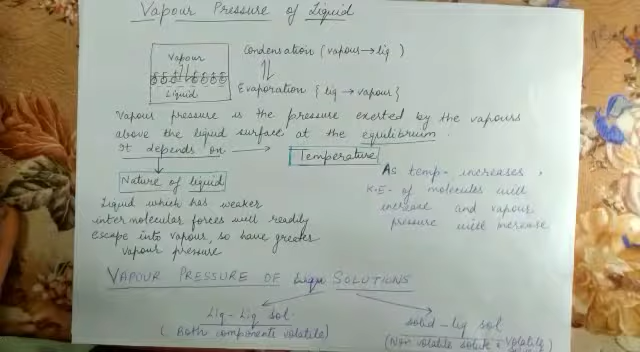 Vapour Pressure of Liquid
Vapour
Liquid
Condensation (vapour→liq)
⇅
Evaporation {liq → vapour}
Vapour pressure is the pressure exerted by the vapours
above the liquid surface at the equilibrium.
It depends on →
Temperature
Nature of liquid
As temp- increases,
K.E- of molecules will
increase and vapour
pressure will increase
Liquid which has weaker
intermolecular forces will readily
escape into vapour, so have greater
vapour pressure
VAPOUR PRESSURE OF SOLUTIONS
Liq-Liq sol.
(Both components volatile)
solid-liq sol
(Non volatile solute + volatile